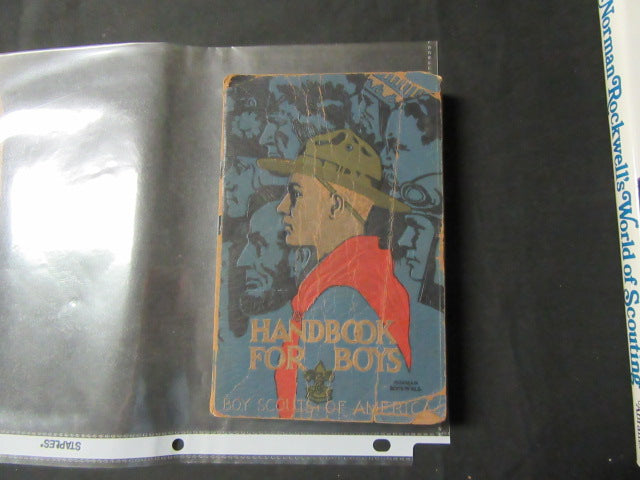 HANDBOOK
FOR BOYS
NORMAN
ROCKWELL
BOY SCOUTS OF AMERICA
STAPLES
Norman Rockwell's World of Scouting